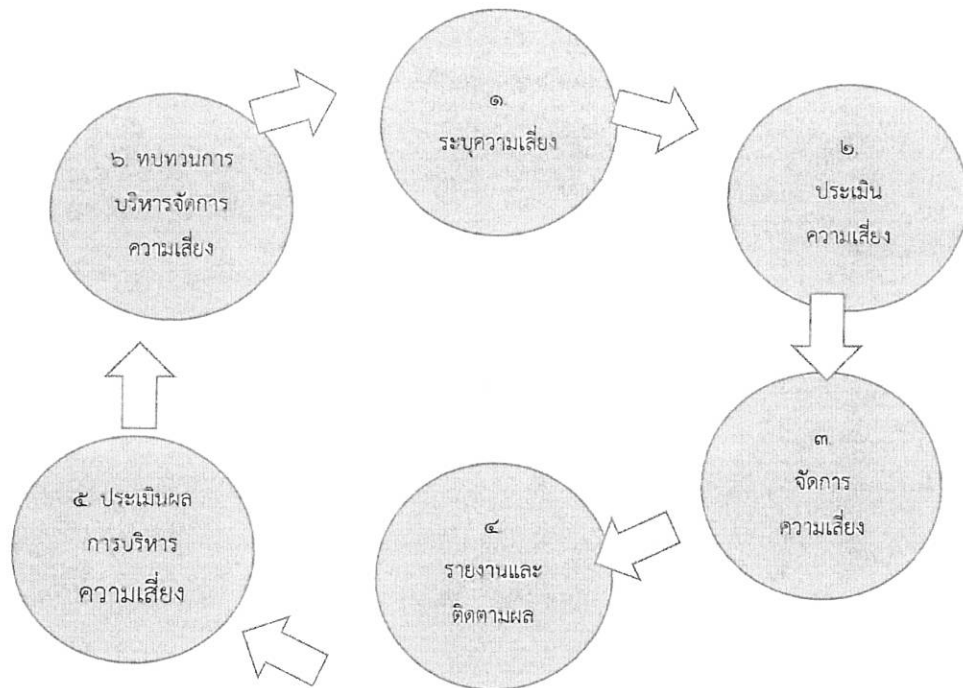 ๑.
ระบุความเสี่ยง
๒.
ประเมิน
ความเสี่ยง
๓.
จัดการ
ความเสี่ยง
๔
รายงานและ
ติดตามผล
๕. ประเมินผล
การบริหาร
ความเสี่ยง
๖. ทบทวนการ
บริหารจัดการ
ความเสี่ยง